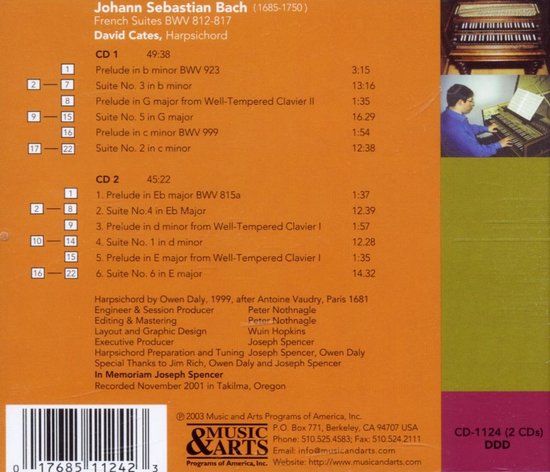 Johann Sebastian Bach (1685-1750)
French Suites BWV 812-817
David Cates, Harpsichord
CD 1 49:38
1 Prelude in b minor BWV 923 3:15
2 — 7 Suite No. 3 in b minor 13:16
8 Prelude in G major from Well-Tempered Clavier II 1:35
9 — 15 Suite No. 5 in G major 16.29
16 Prelude in c minor BWV 999 1:54
17 — 22 Suite No. 2 in c minor 12:38
CD 2 45:22
1 1. Prelude in Eb major BWV 815a 1:37
2 — 8 2. Suite No.4 in Eb Major 12.39
9 3. Prelude in d minor from Well-Tempered Clavier I 1:57
10 — 14 4. Suite No. 1 in d minor 12.28
15 5. Prelude in E major from Well-Tempered Clavier I 1:35
16 — 22 6. Suite No. 6 in E major 14.32
Harpsichord by Owen Daly, 1999, after Antoine Vaudry, Paris 1681
Engineer & Session Producer Peter Nothnagle
Editing & Mastering Peter Nothnagle
Layout and Graphic Design Wuin Hopkins
Executive Producer Joseph Spencer
Harpsichord Preparation and Tuning Joseph Spencer, Owen Daly
Special Thanks to Jim Rich, Owen Daly and Joseph Spencer
In Memoriam Joseph Spencer
Recorded November 2001 in Takilma, Oregon
℗ 2003 Music and Arts Programs of America, Inc.
P.O. Box 771, Berkeley, CA 94707 USA
Phone: 510.525.4583; Fax:510.524.2111
Email: info@musicandarts.com
Website: http://www.musicandarts.com
MUSIC
&ARTS
Programs of America, Inc.
0 17685 11242 3
CD-1124 (2 CDs)
DDD